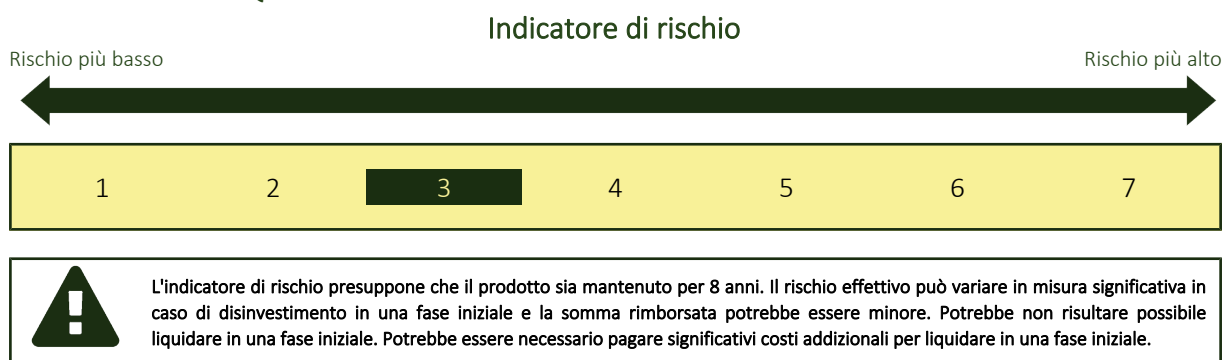 Indicatore di rischio
Rischio più basso Rischio più alto
1 2 3 4 5 6 7
L'indicatore di rischio presuppone che il prodotto sia mantenuto per 8 anni. Il rischio effettivo può variare in misura significativa in
caso di disinvestimento in una fase iniziale e la somma rimborsata potrebbe essere minore. Potrebbe non risultare possibile
liquidare in una fase iniziale. Potrebbe essere necessario pagare significativi costi addizionali per liquidare in una fase iniziale.